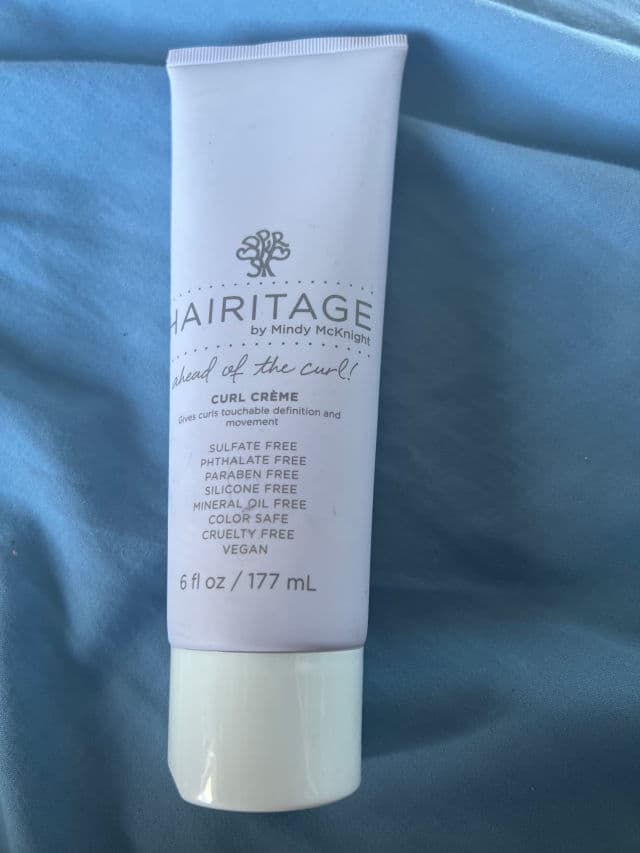 HAIRITAGE
by Mindy McKnight
ahead of the curl!
CURL CRÈME
Gives curls touchable definition and
movement
SULFATE FREE
PHTHALATE FREE
PARABEN FREE
SILICONE FREE
MINERAL OIL FREE
COLOR SAFE
CRUELTY FREE
VEGAN
6 fl oz / 177 mL